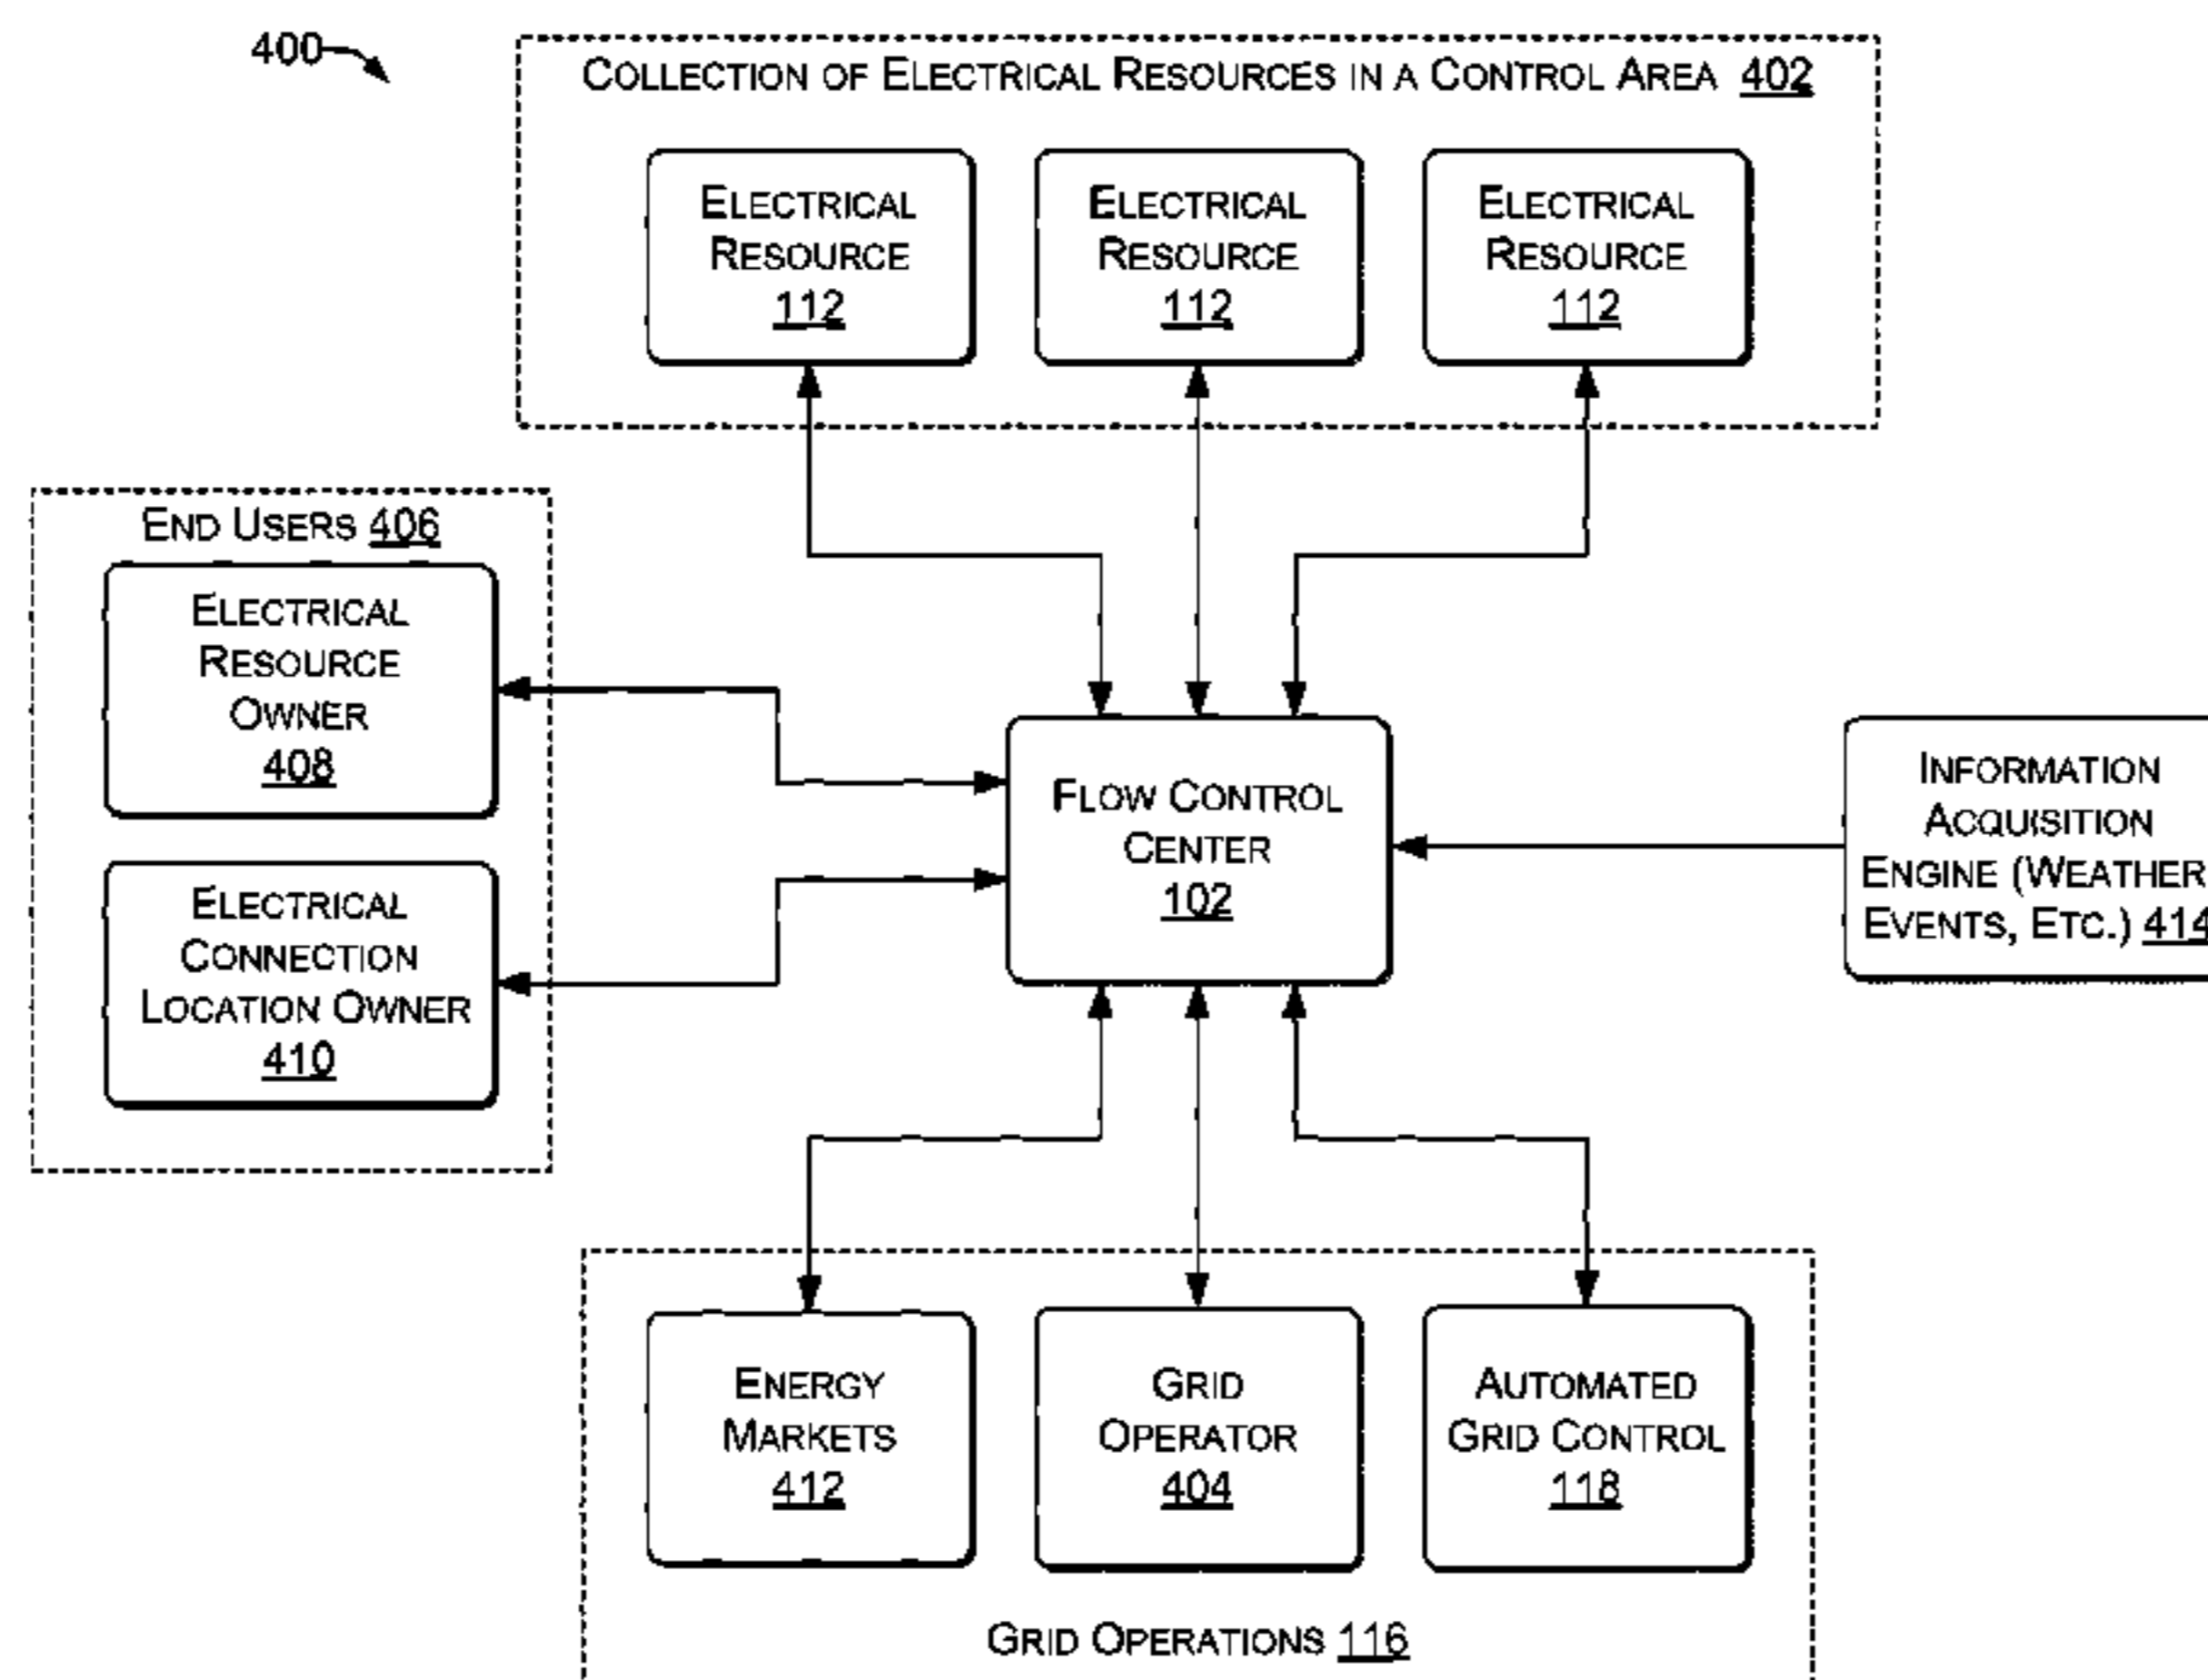 400
COLLECTION OF ELECTRICAL RESOURCES IN A CONTROL AREA 402
ELECTRICAL
RESOURCE
112
ELECTRICAL
RESOURCE
112
ELECTRICAL
RESOURCE
112
END USERS 406
ELECTRICAL
RESOURCE
OWNER
408
ELECTRICAL
CONNECTION
LOCATION OWNER
410
FLOW CONTROL
CENTER
102
INFORMATION
ACQUISITION
ENGINE (WEATHER
EVENTS, ETC.) 414
ENERGY
MARKETS
412
GRID
OPERATOR
404
AUTOMATED
GRID CONTROL
118
GRID OPERATIONS 116